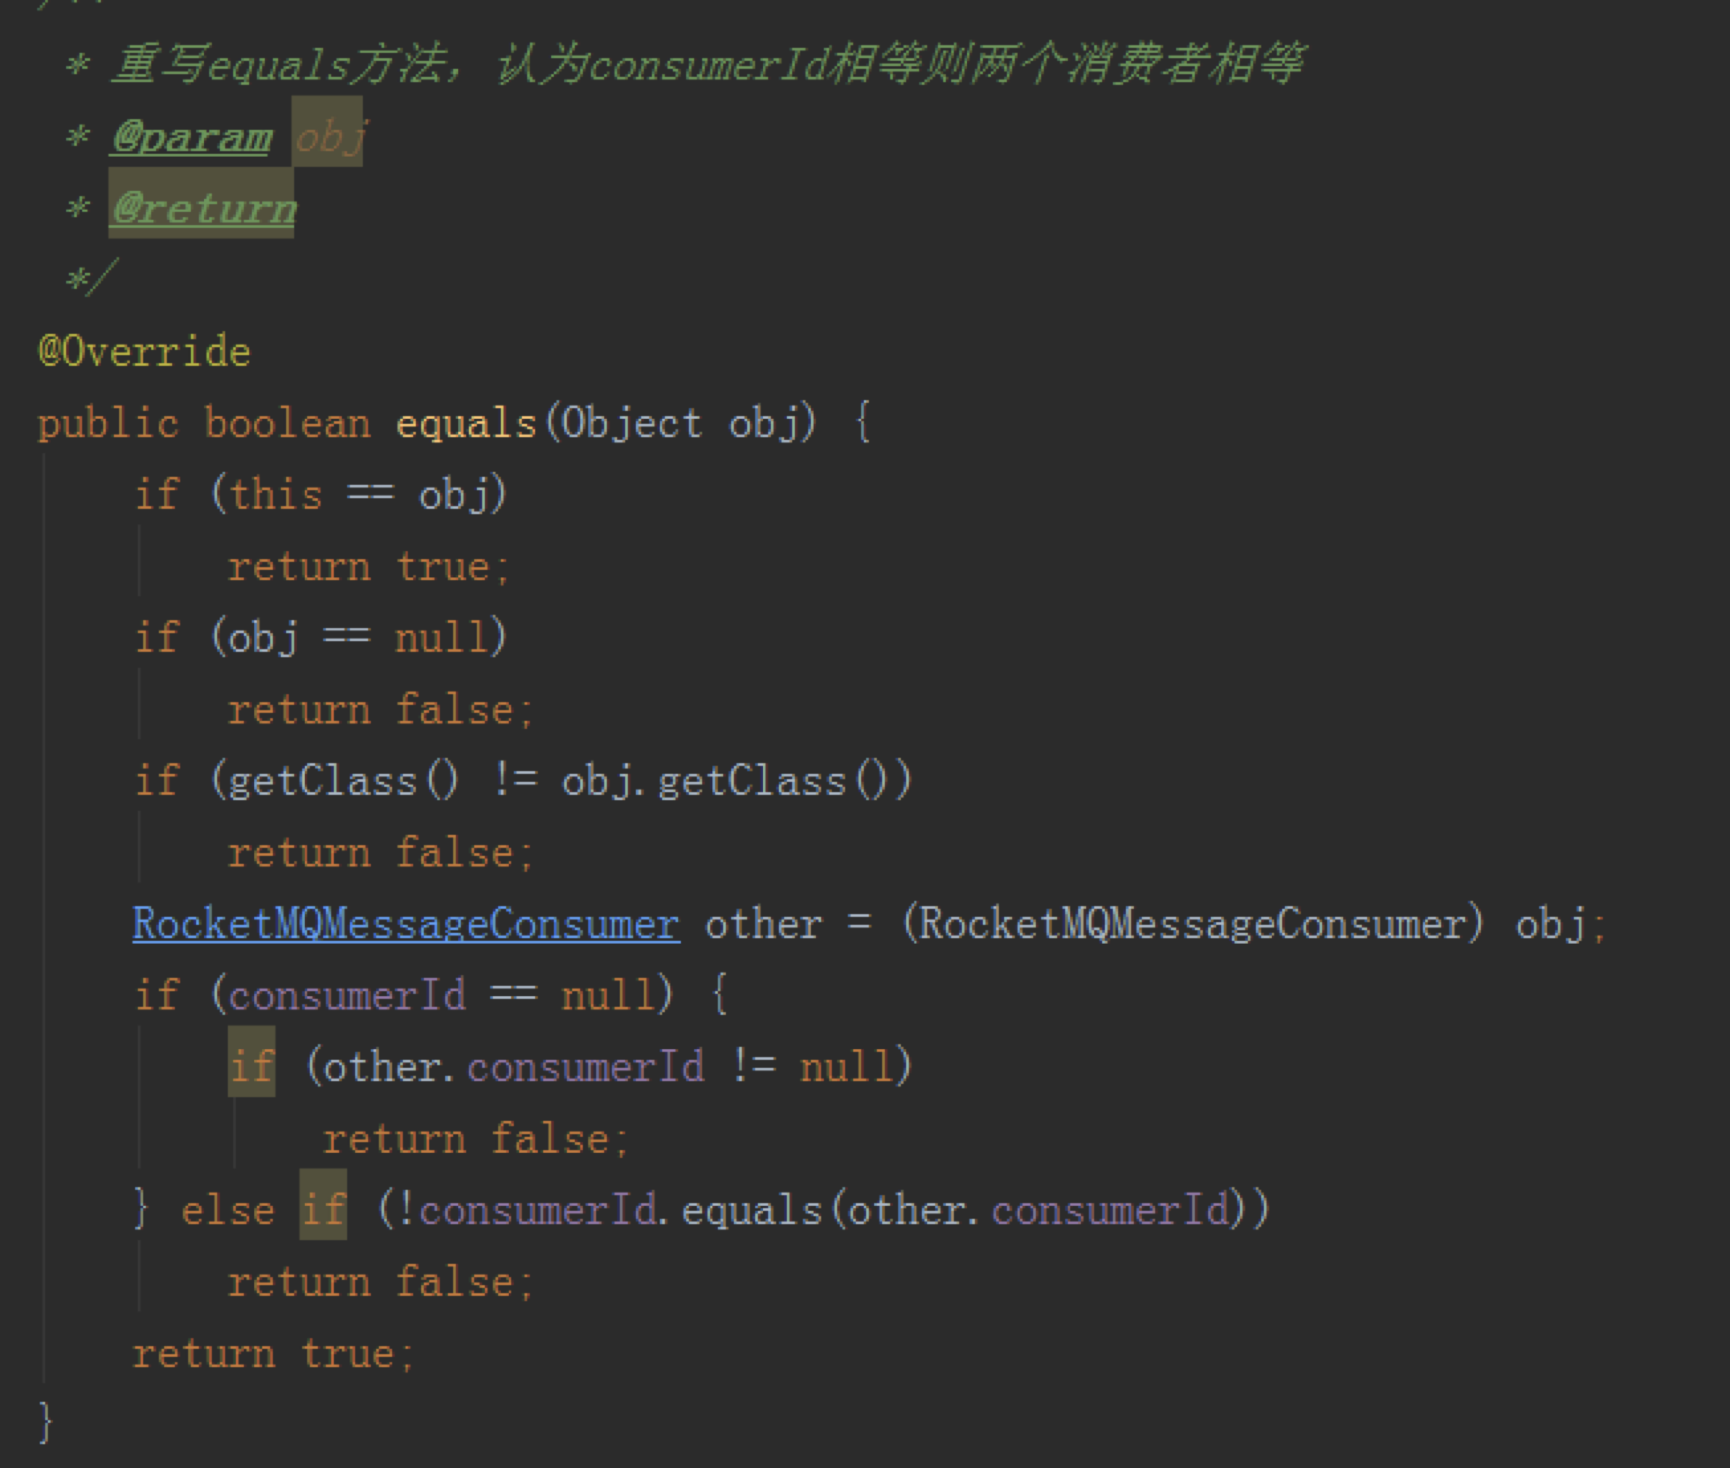 * 重写equals方法，认为consumerId相等则两个消费者相等
* @param obj
* @return
*/
@Override
public boolean equals(Object obj) {
if (this == obj)
return true;
if (obj == null)
return false;
if (getClass() != obj.getClass())
return false;
RocketMQMessageConsumer other = (RocketMQMessageConsumer) obj;
if (consumerId == null) {
if (other.consumerId != null)
return false;
} else if (!consumerId.equals(other.consumerId))
return false;
return true;
}